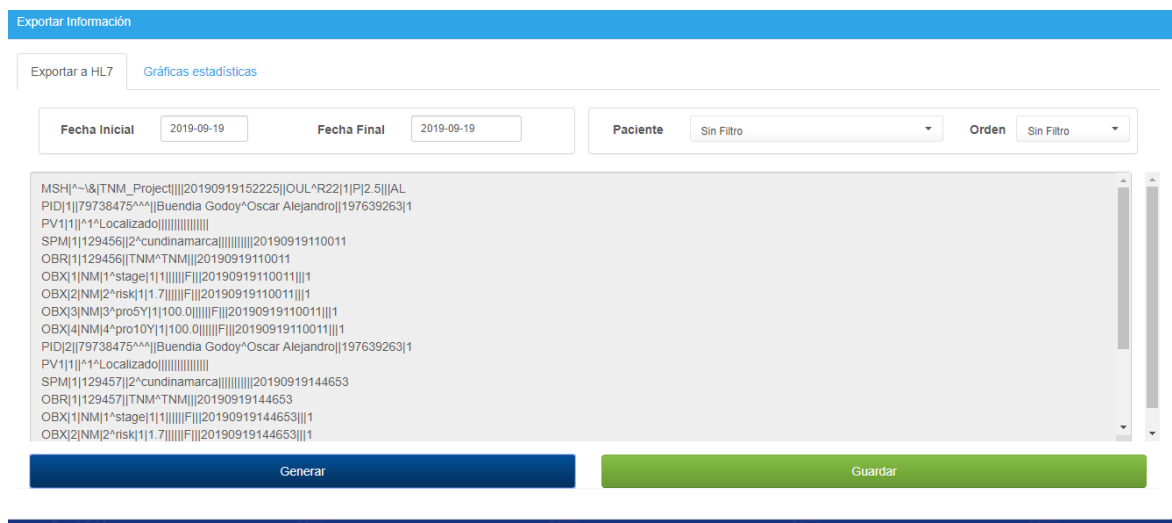 Exportar Información
Exportar a HL7 Gráficas estadísticas
Fecha Inicial 2019-09-19 Fecha Final 2019-09-19 Paciente Sin Filtro Orden Sin Filtro
MSH|^~\&|TNM_Project||||20190919152225||OUL^R22|1|P|2.5|||AL
PID|1||79738475^^^||Buendia Godoy^Oscar Alejandro||197639263|1
PV1|1||^1^Localizado||||||||||||||||
SPM|1|129456||2^cundinamarca|||||||||||20190919110011
OBR|1|129456||TNM^TNM|||20190919110011
OBX|1|NM|1^stage|1|1||||||F|||20190919110011|||1
OBX|2|NM|2^risk|1|1.7||||||F|||20190919110011|||1
OBX|3|NM|3^pro5Y|1|100.0||||||F|||20190919110011|||1
OBX|4|NM|4^pro10Y|1|100.0||||||F|||20190919110011|||1
PID|2||79738475^^^||Buendia Godoy^Oscar Alejandro||197639263|1
PV1|1||^1^Localizado||||||||||||||||
SPM|1|129457||2^cundinamarca|||||||||||20190919144653
OBR|1|129457||TNM^TNM|||20190919144653
OBX|1|NM|1^stage|1|1||||||F|||20190919144653|||1
OBX|2|NM|2^risk|1|1.7||||||F|||20190919144653|||1
Generar Guardar